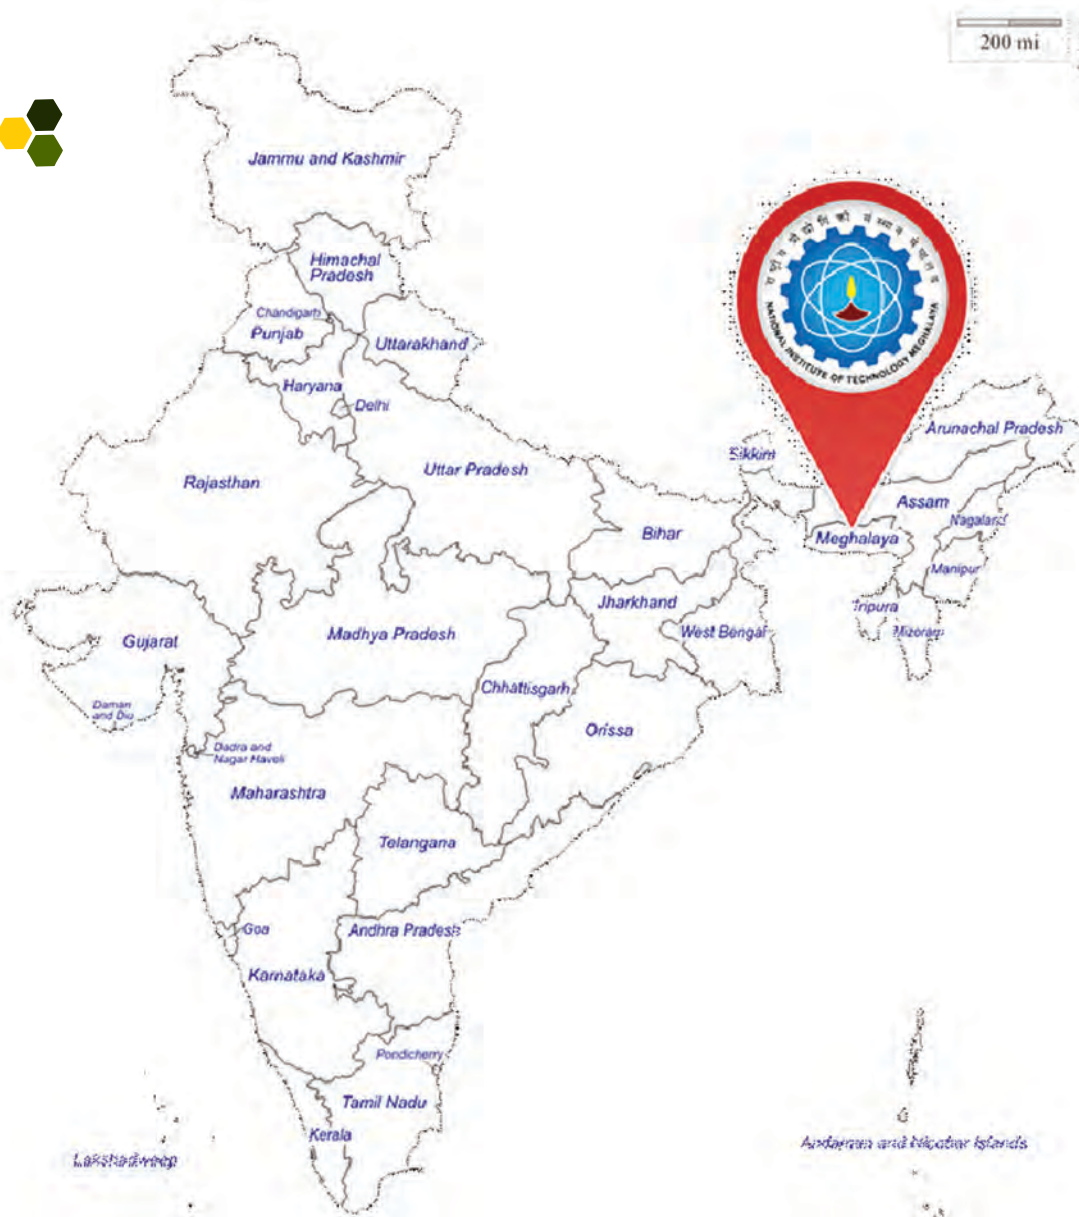 200 mi
Jammu and Kashmir
Himachal
Pradesh
Chandigarh
Punjab
Uttarakhand
Haryana
Delhi
NATIONAL INSTITUTE OF TECHNOLOGY MEGHALAYA
Arunachal Pradesh
Sikkim
Uttar Pradesh
Rajasthan
Assam
Nagaland
Bihar
Meghalaya
Manipur
Jharkhand
Tripura
West Bengal
Mizoram
Madhya Pradesh
Gujarat
Chhattisgarh
Daman
and Diu
Orissa
Dadra and
Nagar Haveli
Maharashtra
Telangana
Goa
Andhra Pradesh
Karnataka
Pondicherry
Tamil Nadu
Kerala
Andaman and Nicobar Islands
Lakshadweep